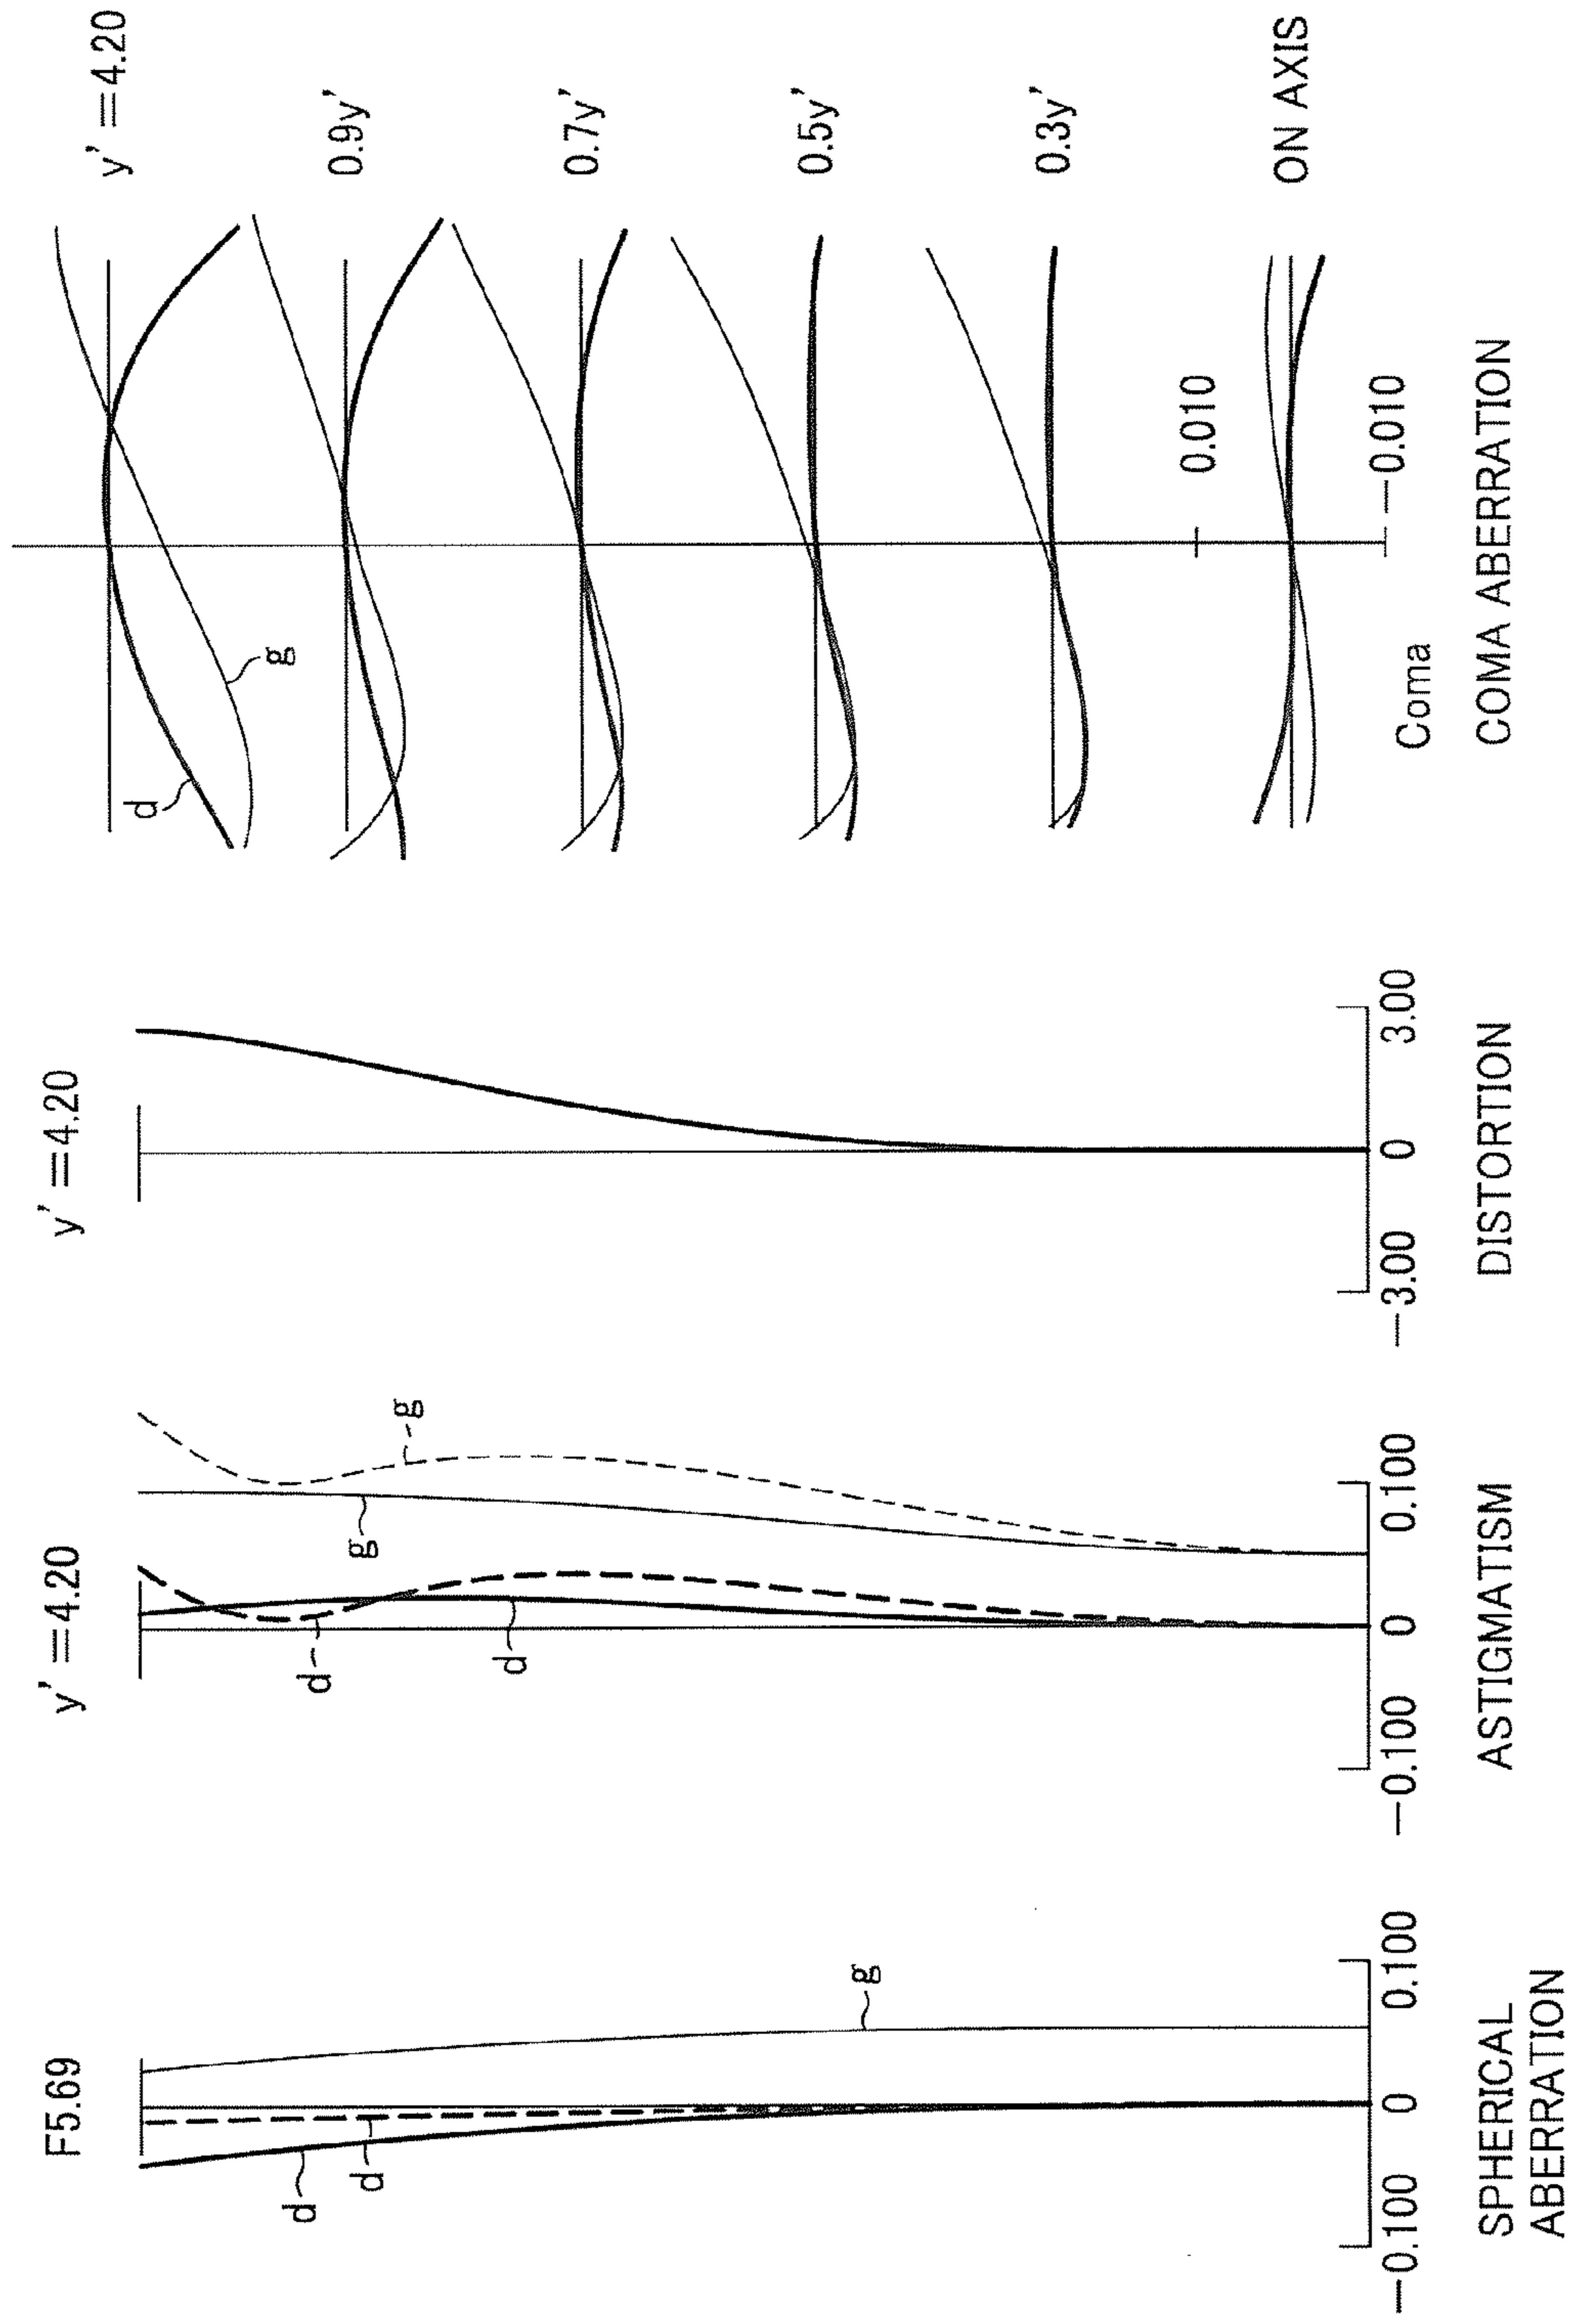 F5.69
d
d
g
—0.100
0
0.100
SPHERICAL
ABERRATION
y' =4.20
d
d
g
g
—0.100
0
0.100
ASTIGMATISM
y' =4.20
—3.00
0
3.00
DISTORTION
y' =4.20
d
g
0.9y'
0.7y'
0.5y'
0.3y'
0.010
ON AXIS
—0.010
Coma
COMA ABERRATION